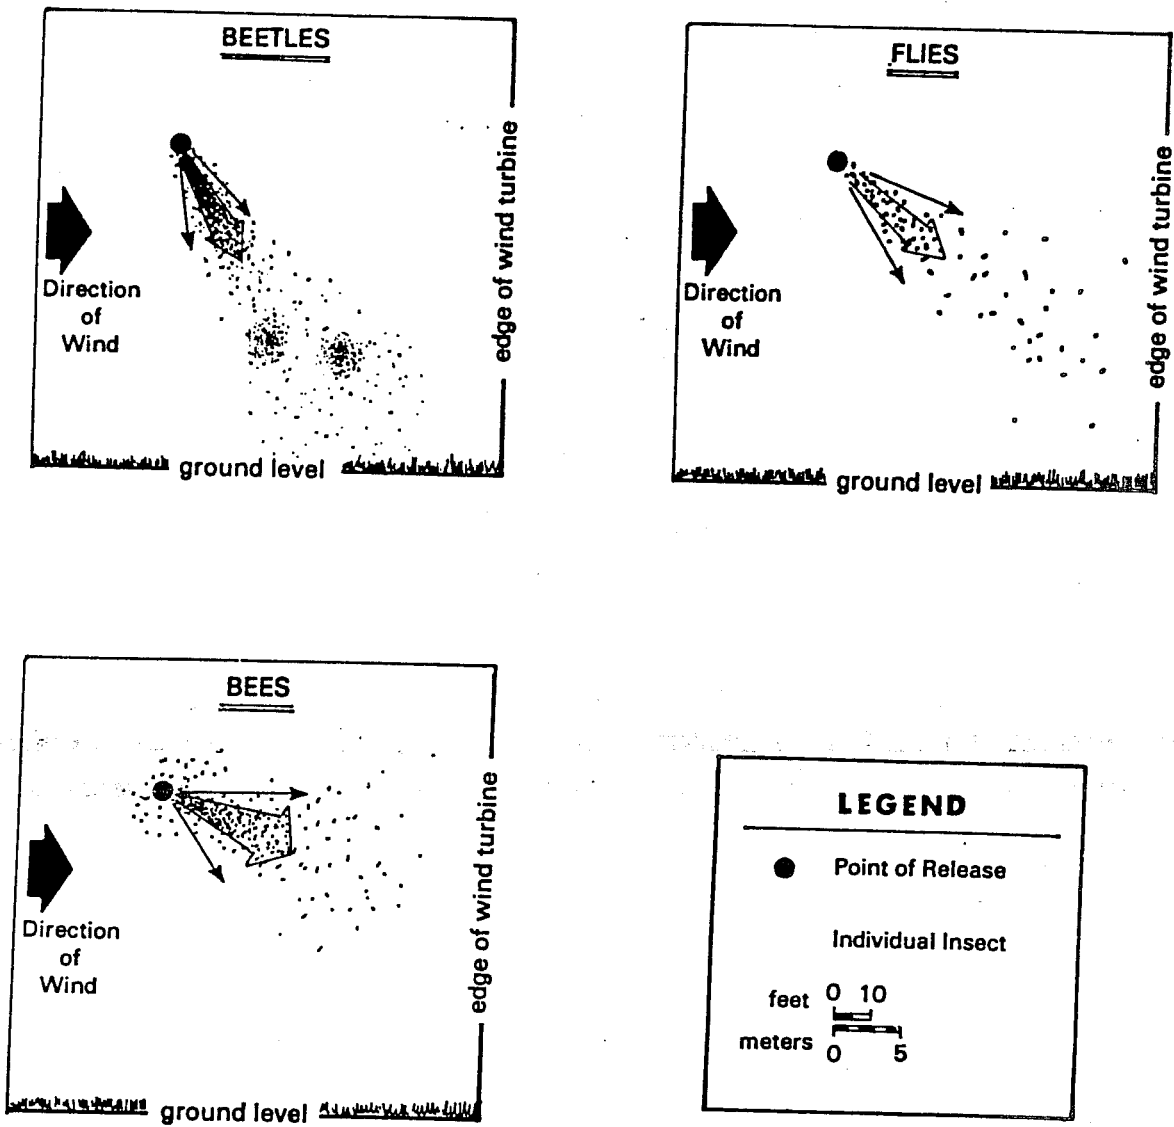 BEETLES
edge of wind turbine
Direction
of
Wind
ground level
FLIES
edge of wind turbine
Direction
of
Wind
ground level
BEES
edge of wind turbine
Direction
of
Wind
ground level
LEGEND
Point of Release
Individual Insect
feet 0 10
meters
0 5